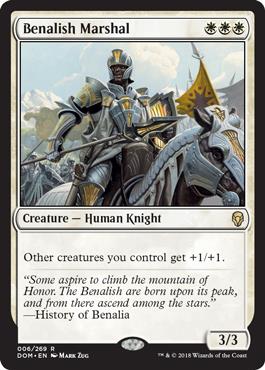 Benalish Marshal
Creature — Human Knight
Other creatures you control get +1/+1.
“Some aspire to climb the mountain of
Honor. The Benalish are born upon its peak,
and from there ascend among the stars.”
—History of Benalia
3/3
006/269 R
DOM • EN Mark Zug
™ & © 2018 Wizards of the Coast